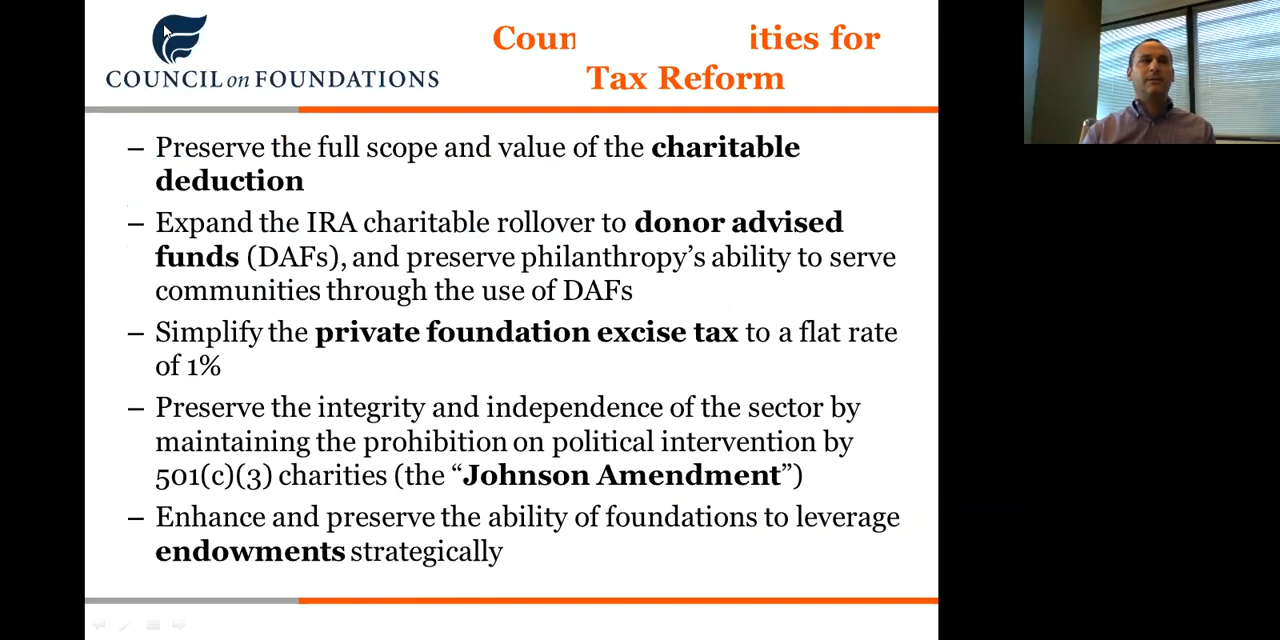 COUNCIL on FOUNDATIONS
Tax Reform
– Preserve the full scope and value of the charitable
deduction
– Expand the IRA charitable rollover to donor advised
funds (DAFs), and preserve philanthropy’s ability to serve
communities through the use of DAFs
– Simplify the private foundation excise tax to a flat rate
of 1%
– Preserve the integrity and independence of the sector by
maintaining the prohibition on political intervention by
501(c)(3) charities (the “Johnson Amendment”)
– Enhance and preserve the ability of foundations to leverage
endowments strategically